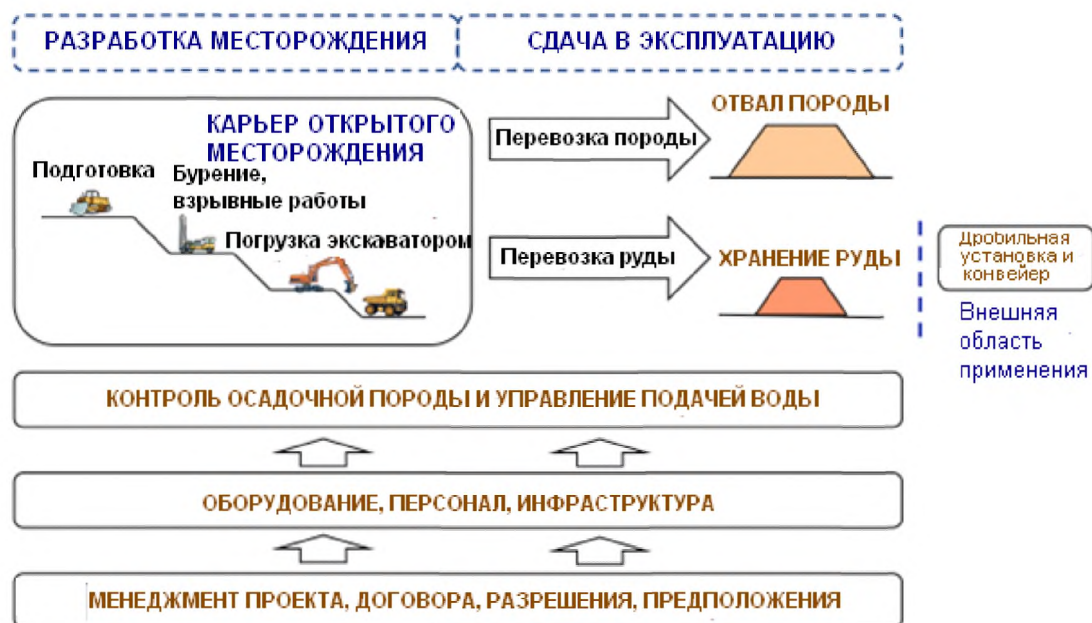 РАЗРАБОТКА МЕСТОРОЖДЕНИЯ
СДАЧА В ЭКСПЛУАТАЦИЮ
КАРЬЕР ОТКРЫТОГО
МЕСТОРОЖДЕНИЯ
Подготовка
Бурение,
взрывные работы
Погрузка экскаватором
Перевозка породы
ОТВАЛ ПОРОДЫ
Перевозка руды
ХРАНЕНИЕ РУДЫ
Дробильная
установка и
конвейер
Внешняя
область
применения
КОНТРОЛЬ ОСАДОЧНОЙ ПОРОДЫ И УПРАВЛЕНИЕ ПОДАЧЕЙ ВОДЫ
ОБОРУДОВАНИЕ, ПЕРСОНАЛ, ИНФРАСТРУКТУРА
МЕНЕДЖМЕНТ ПРОЕКТА, ДОГОВОРА, РАЗРЕШЕНИЯ, ПРЕДПОЛОЖЕНИЯ